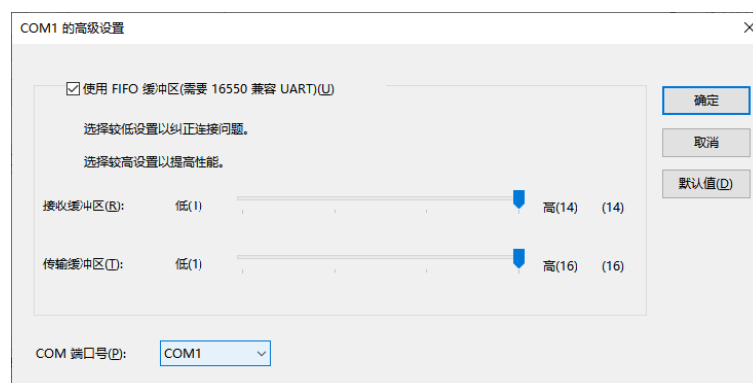 COM1 的高级设置
使用 FIFO 缓冲区(需要 16550 兼容 UART)(U)
确定
选择较低设置以纠正连接问题。
取消
选择较高设置以提高性能。
默认值(D)
接收缓冲区(R): 低(1) 高(14) (14)
传输缓冲区(T): 低(1) 高(16) (16)
COM 端口号(P): COM1